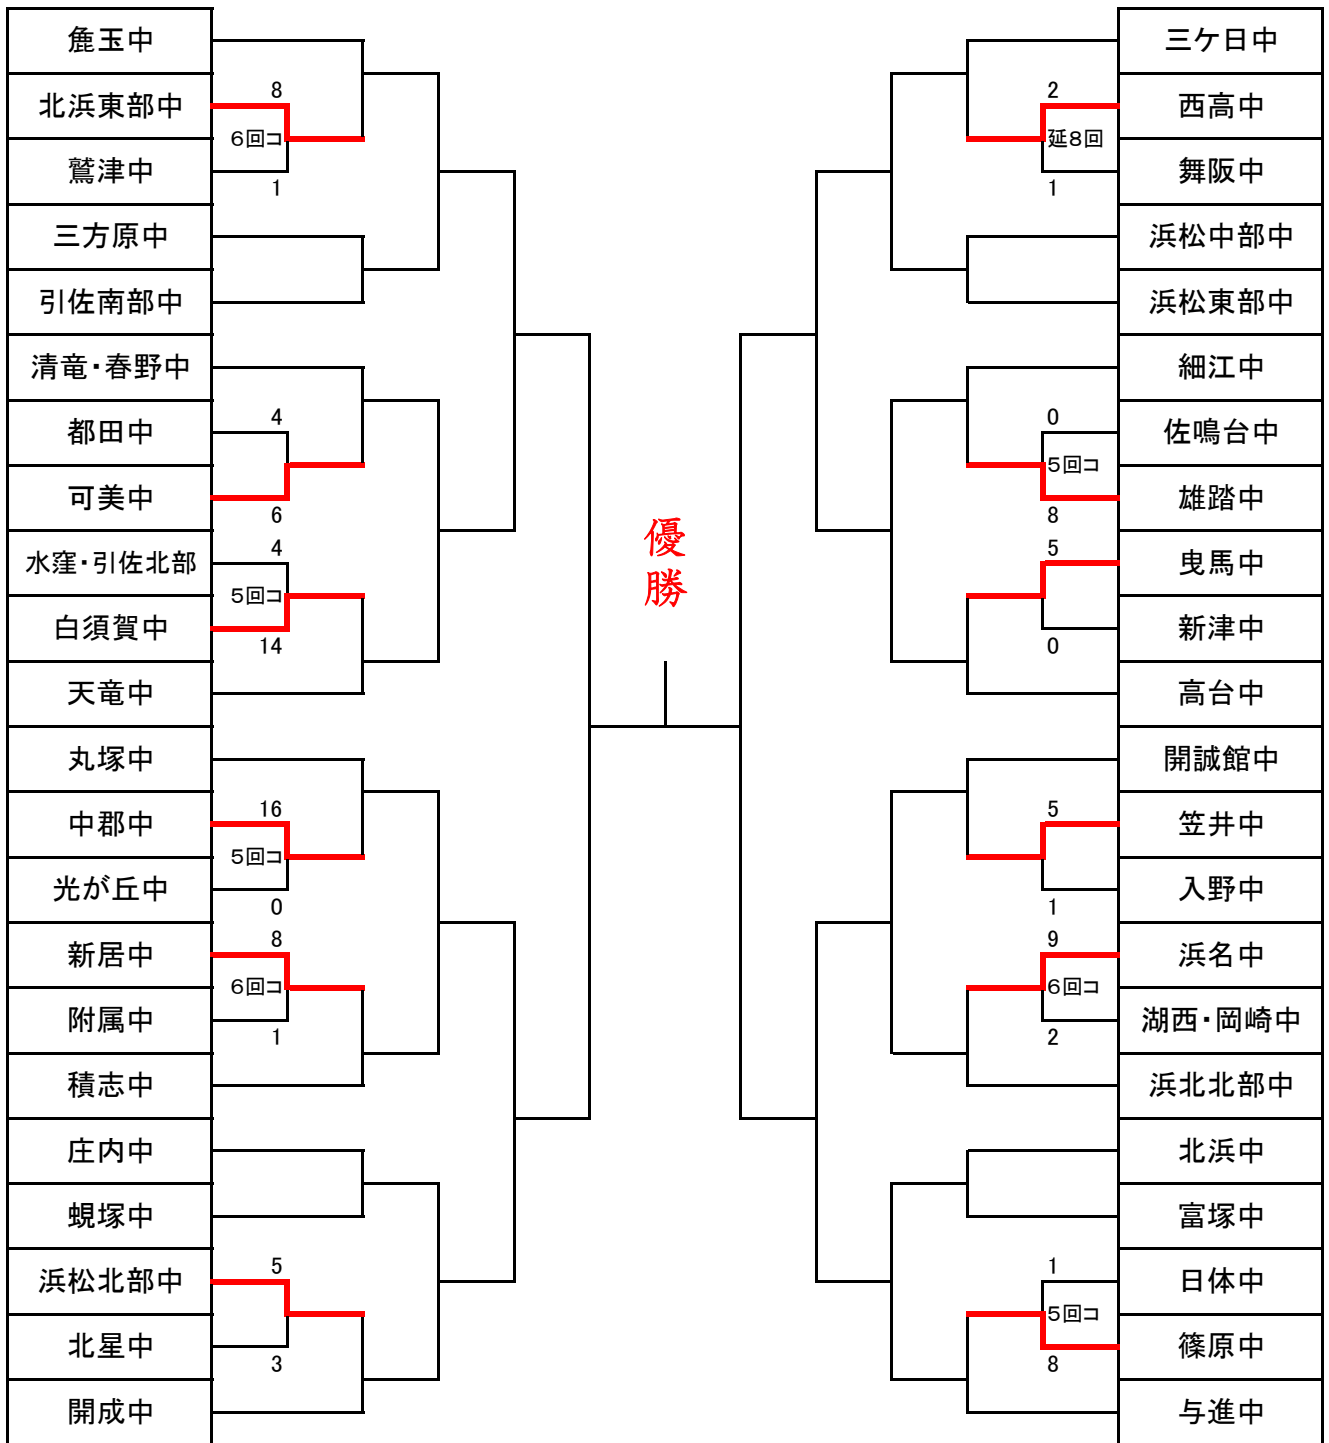 麁玉中
8
北浜東部中
6回コ
鷲津中
1
三方原中
引佐南部中
清竜・春野中
4
都田中
可美中
6
4
水窪・引佐北部
5回コ
白須賀中
14
天竜中
丸塚中
16
中郡中
5回コ
光が丘中
0
8
新居中
6回コ
附属中
1
積志中
庄内中
蜆塚中
5
浜松北部中
北星中
3
開成中
優
勝
三ケ日中
2
西高中
延8回
舞阪中
1
浜松中部中
浜松東部中
細江中
0
佐鳴台中
5回コ
雄踏中
8
5
曳馬中
新津中
0
高台中
開誠館中
5
笠井中
入野中
1
9
浜名中
6回コ
湖西・岡崎中
2
浜北北部中
北浜中
富塚中
1
日体中
5回コ
篠原中
8
与進中